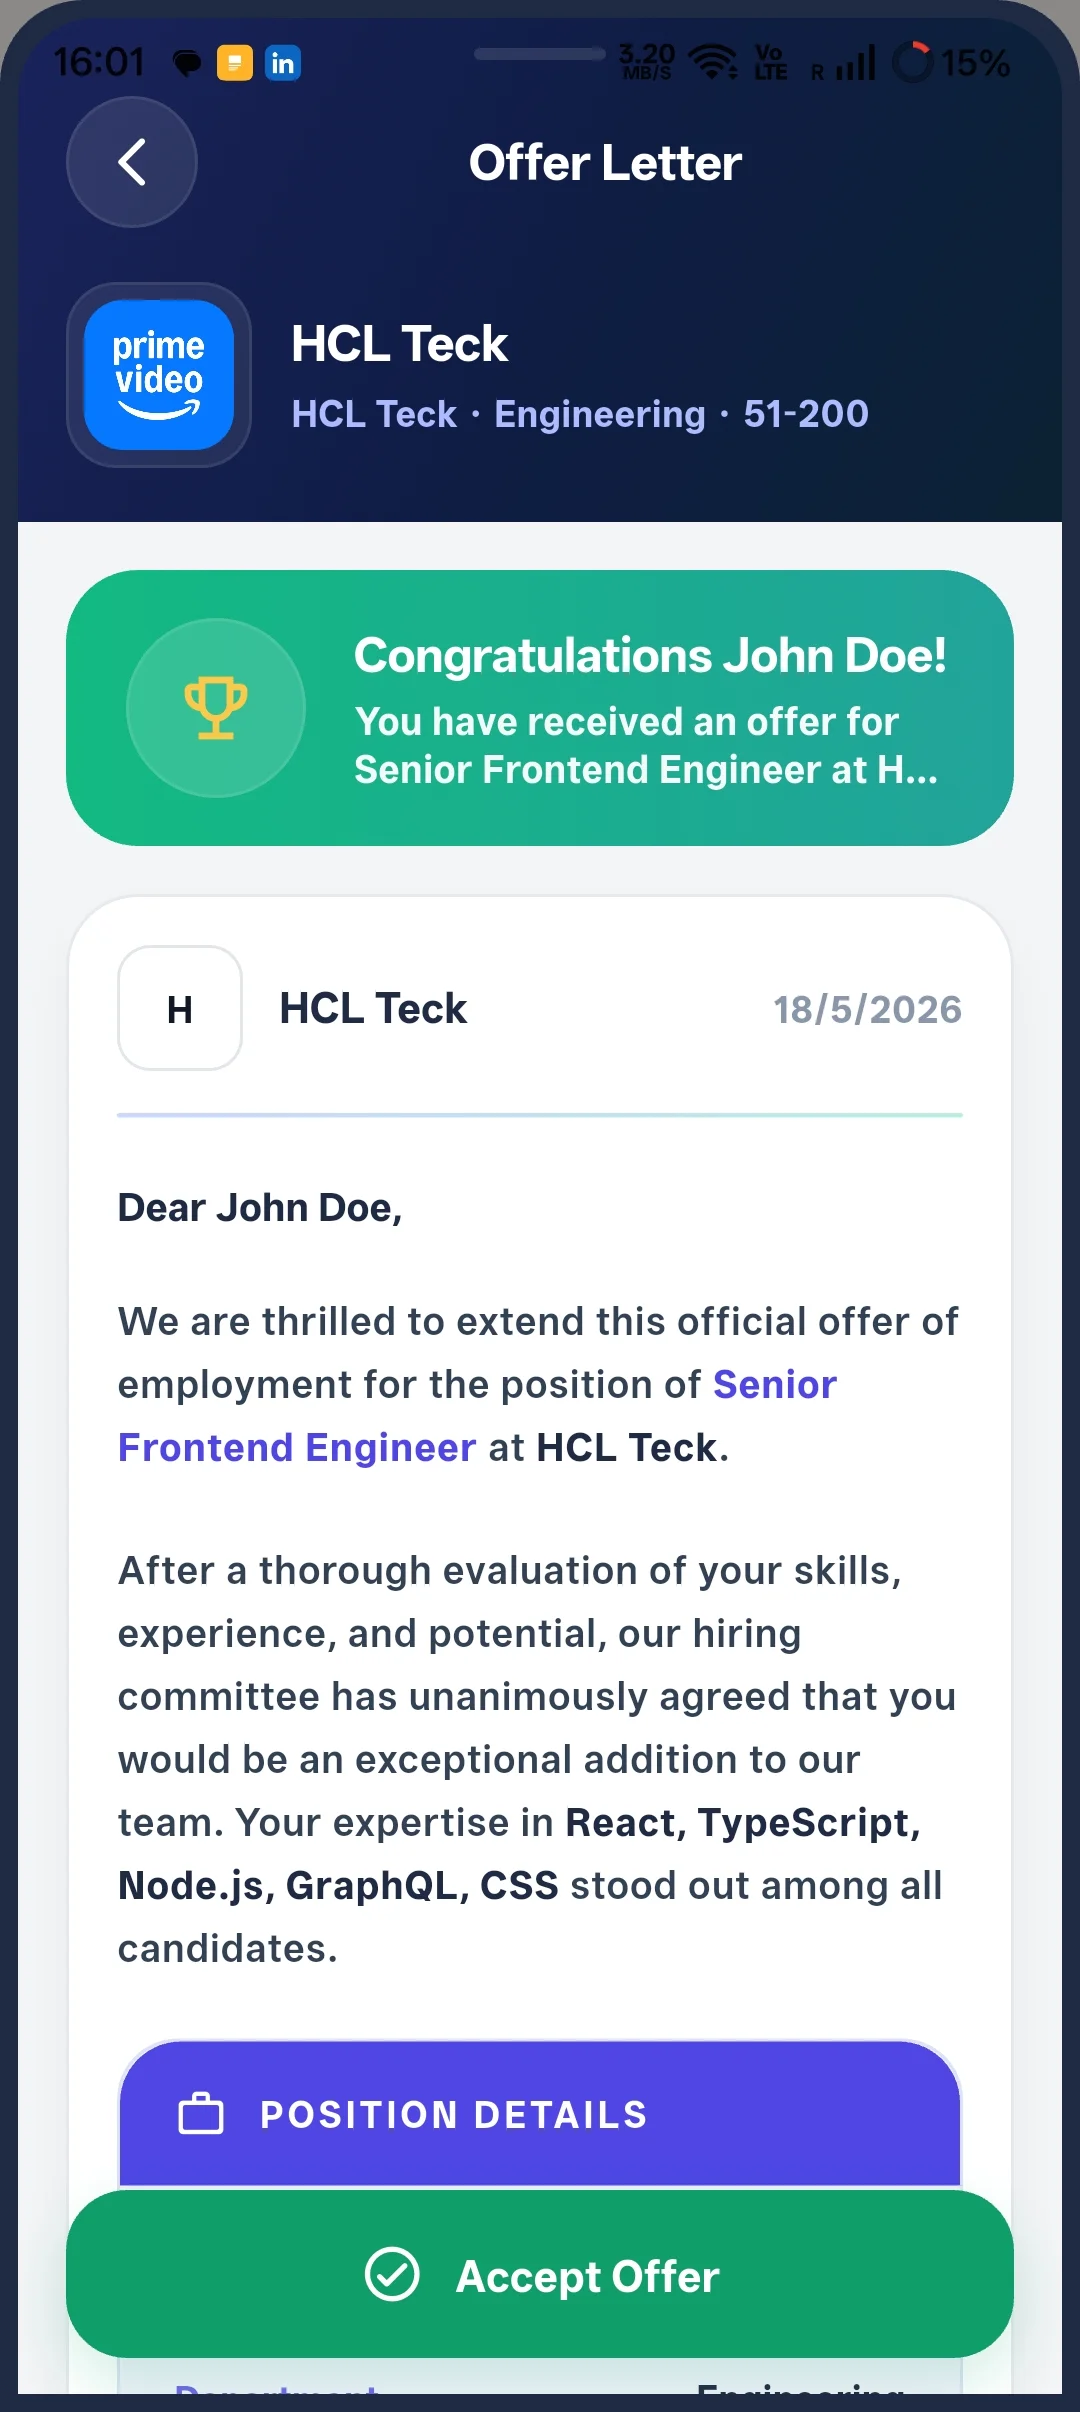 16:01
in
3.20
MB/S
Vo
LTE
R
15%
Offer Letter
prime
video
HCL Teck
HCL Teck · Engineering · 51-200
Congratulations John Doe!
You have received an offer for
Senior Frontend Engineer at H...
H
HCL Teck
18/5/2026
Dear John Doe,
We are thrilled to extend this official offer of
employment for the position of Senior
Frontend Engineer at HCL Teck.
After a thorough evaluation of your skills,
experience, and potential, our hiring
committee has unanimously agreed that you
would be an exceptional addition to our
team. Your expertise in React, TypeScript,
Node.js, GraphQL, CSS stood out among all
candidates.
POSITION DETAILS
Accept Offer
Department
Engineering